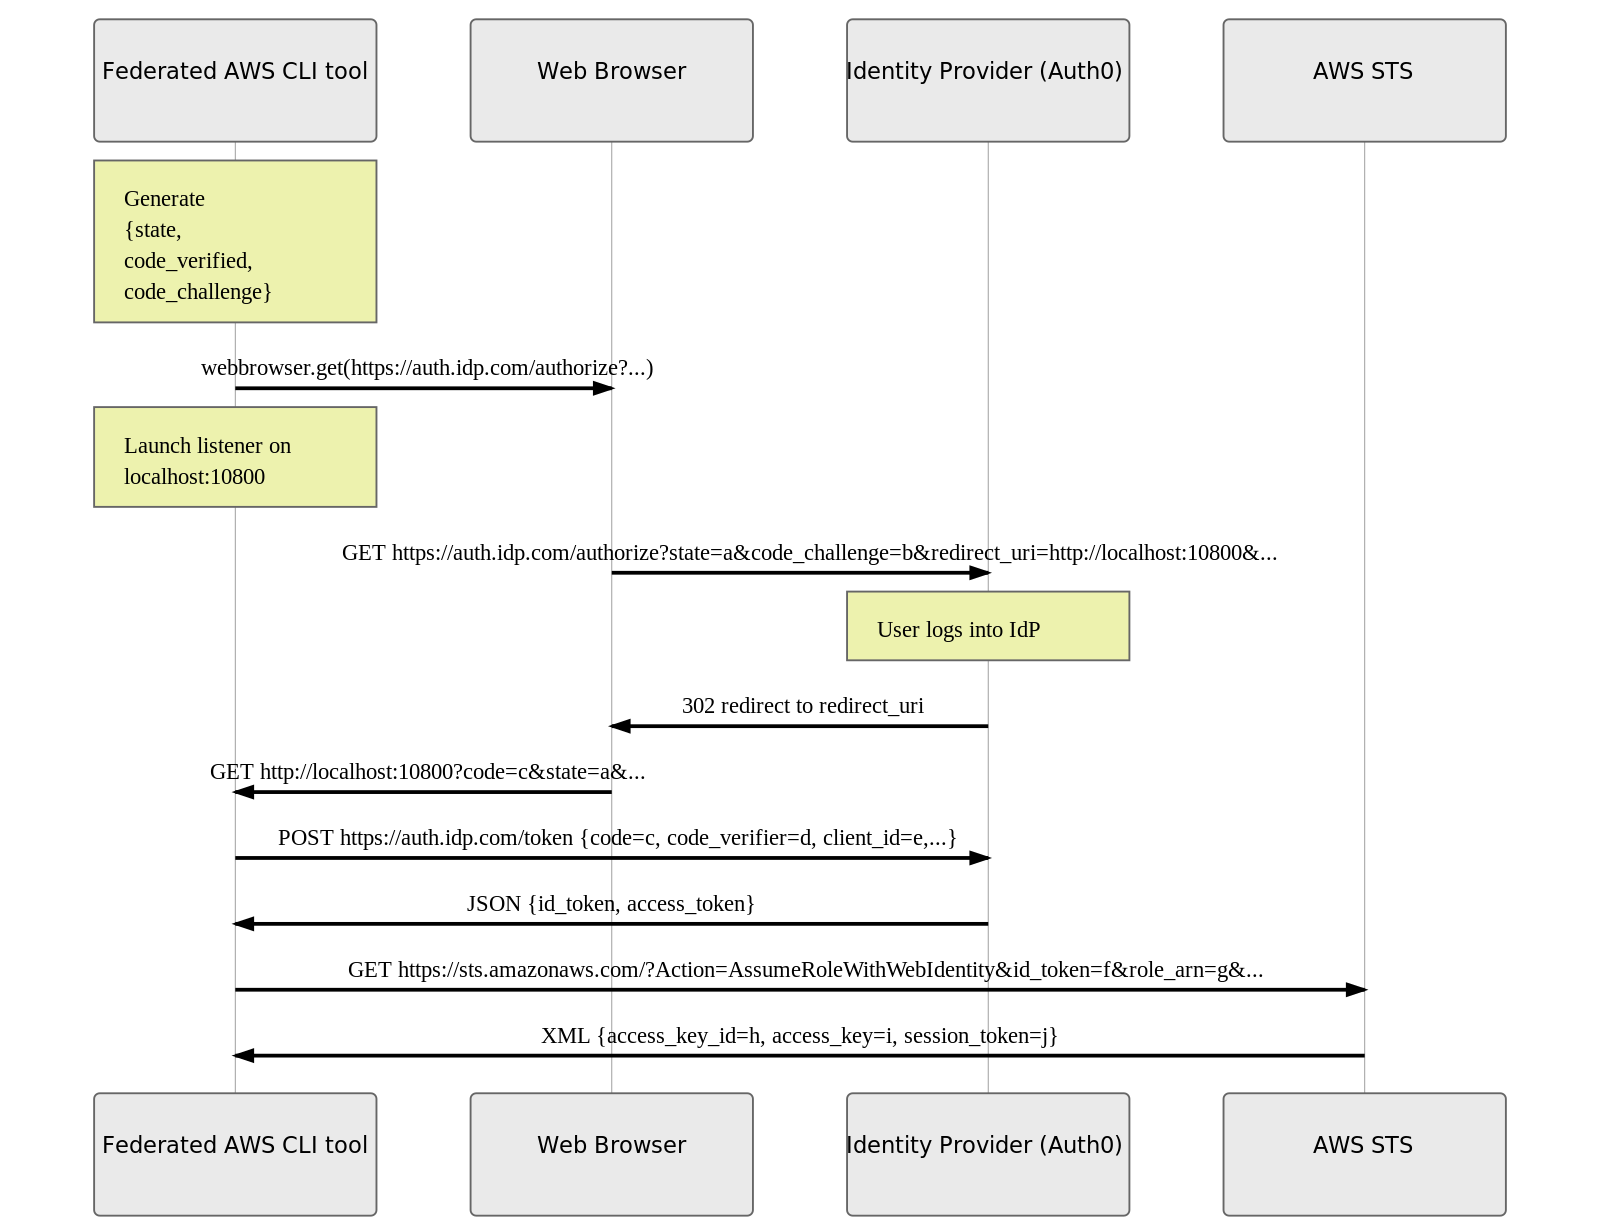 Federated AWS CLI tool
Web Browser
Identity Provider (Auth0)
AWS STS
Generate
{state,
code_verified,
code_challenge}
webbrowser.get(https://auth.idp.com/authorize?...)
Launch listener on
localhost:10800
GET https://auth.idp.com/authorize?state=a&code_challenge=b&redirect_uri=http://localhost:10800&...
User logs into IdP
302 redirect to redirect_uri
GET http://localhost:10800?code=c&state=a&...
POST https://auth.idp.com/token {code=c, code_verifier=d, client_id=e,...}
JSON {id_token, access_token}
GET https://sts.amazonaws.com/?Action=AssumeRoleWithWebIdentity&id_token=f&role_arn=g&...
XML {access_key_id=h, access_key=i, session_token=j}
Federated AWS CLI tool
Web Browser
Identity Provider (Auth0)
AWS STS